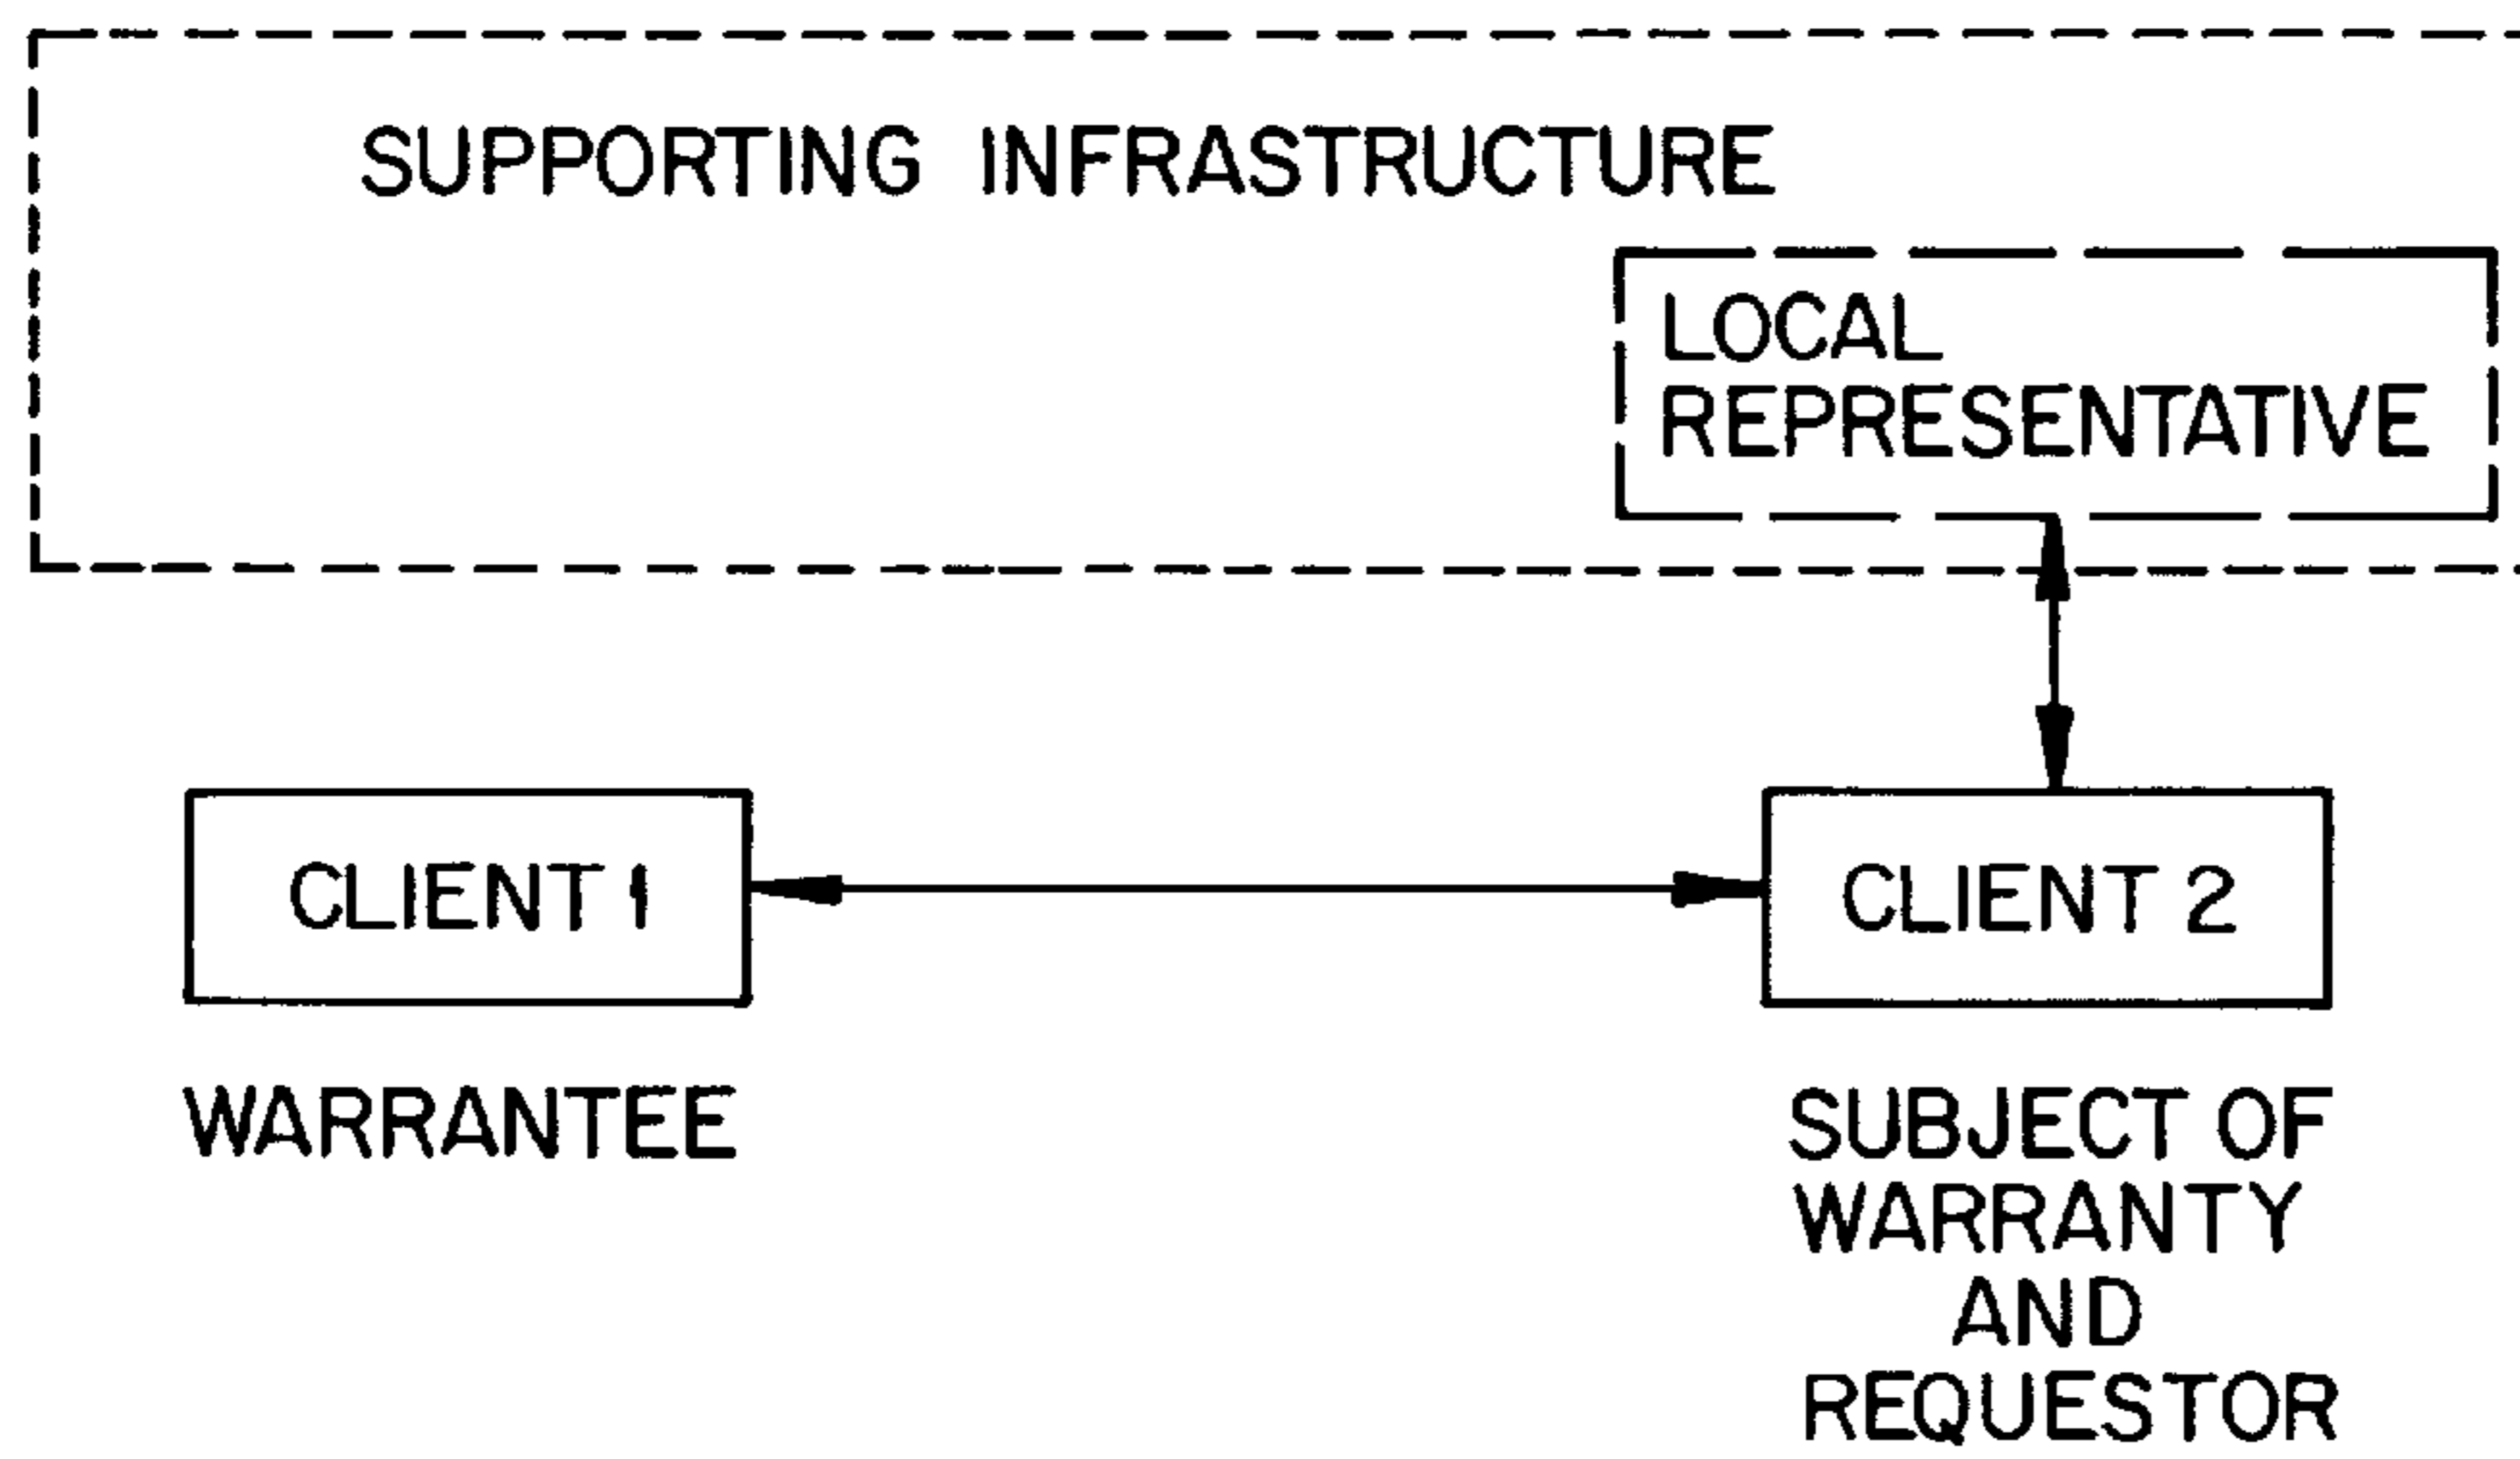 SUPPORTING INFRASTRUCTURE
LOCAL
REPRESENTATIVE
CLIENT 1
CLIENT 2
WARRANTEE
SUBJECT OF
WARRANTY
AND
REQUESTOR